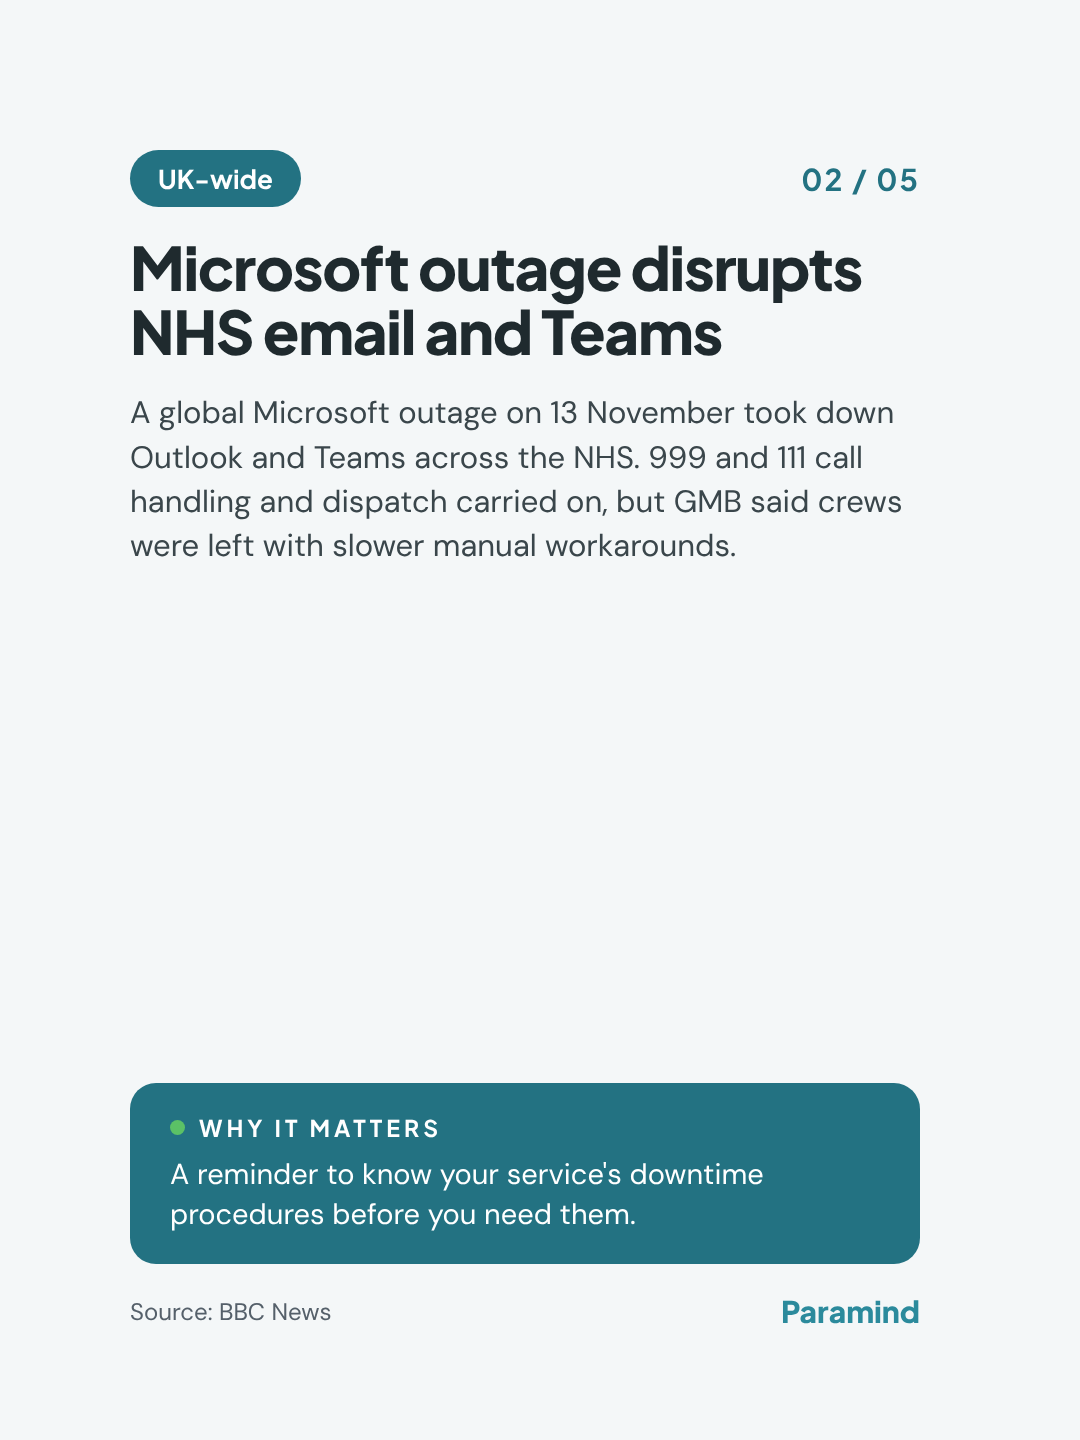 UK-wide
02 / 05
Microsoft outage disrupts
NHS email and Teams
A global Microsoft outage on 13 November took down
Outlook and Teams across the NHS. 999 and 111 call
handling and dispatch carried on, but GMB said crews
were left with slower manual workarounds.
WHY IT MATTERS
A reminder to know your service's downtime
procedures before you need them.
Source: BBC News
Paramind